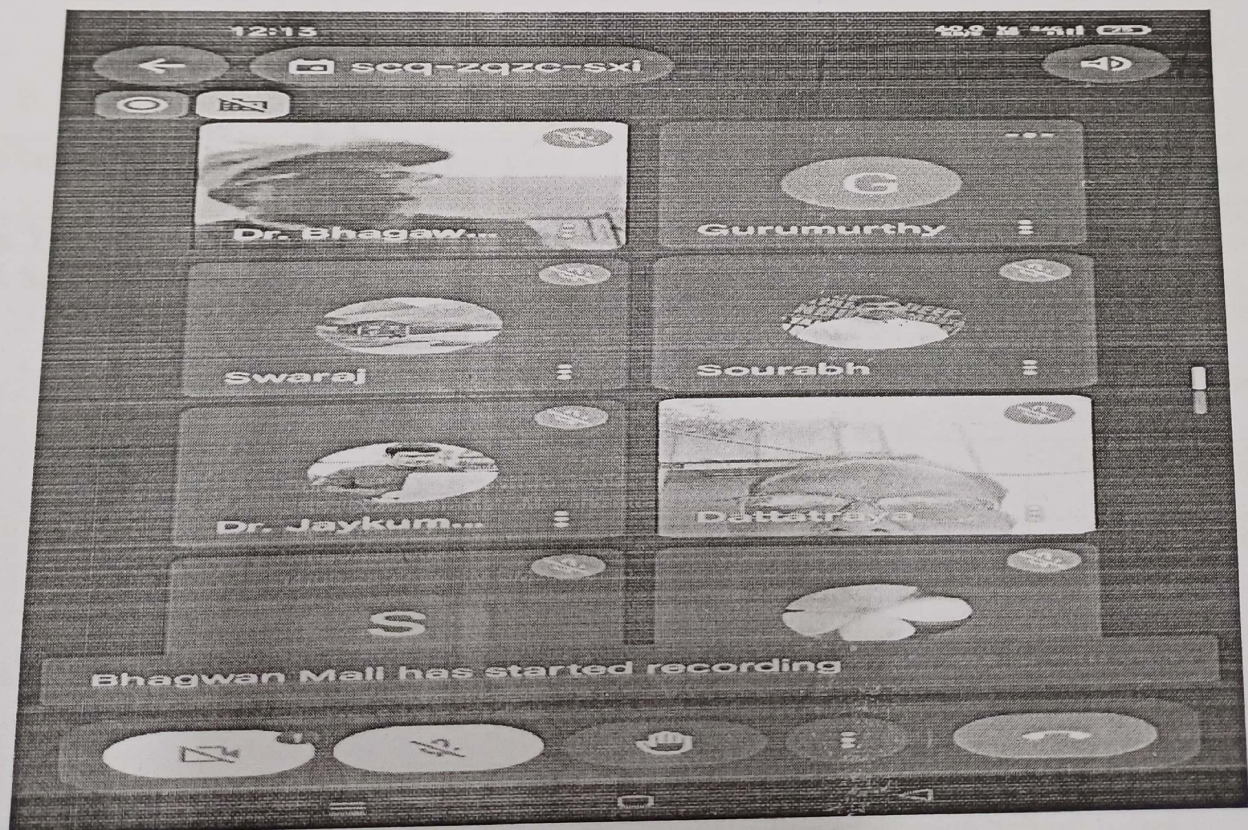 12:13
scq-zqzc-sxi
Dr. Bhagaw...
G
Gurumurthy
Swaraj
Sourabh
Dr. Jaykum...
Dattatraya
S
Bhagwan Mali has started recording